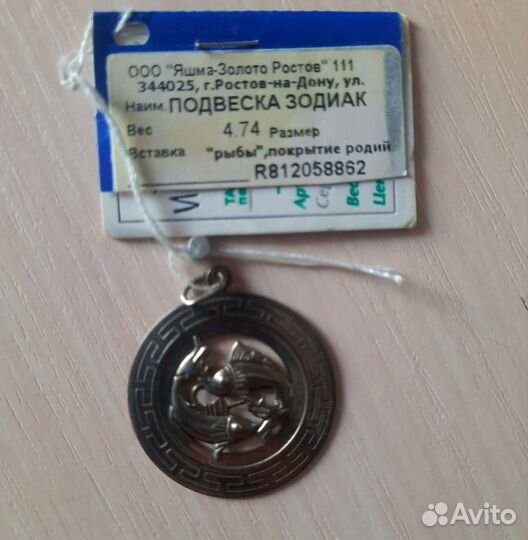 ООО "Яшма-Золото Ростов" 111
344025, г.Ростов-на-Дону, ул.
Наим. ПОДВЕСКА ЗОДИАК
Вес 4.74 Размер
Вставка "рыбы",покрытие родий
R812058862
Avito